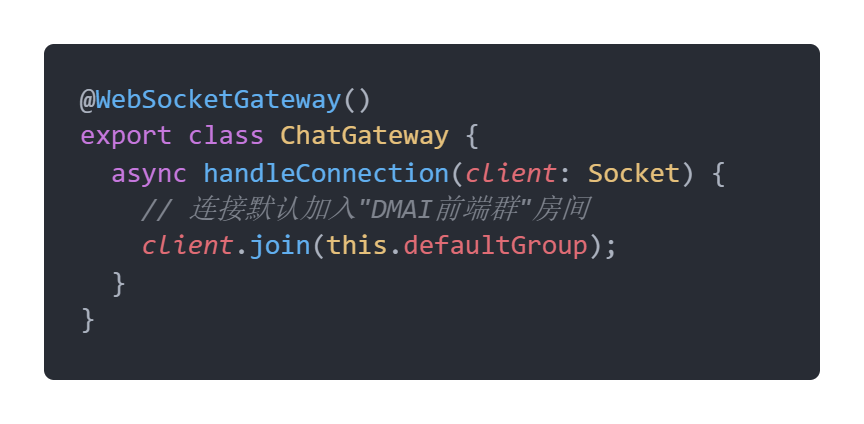 @WebSocketGateway()
export class ChatGateway {
  async handleConnection(client: Socket) {
    // 连接默认加入"DMAI前端群"房间
    client.join(this.defaultGroup);
  }
}